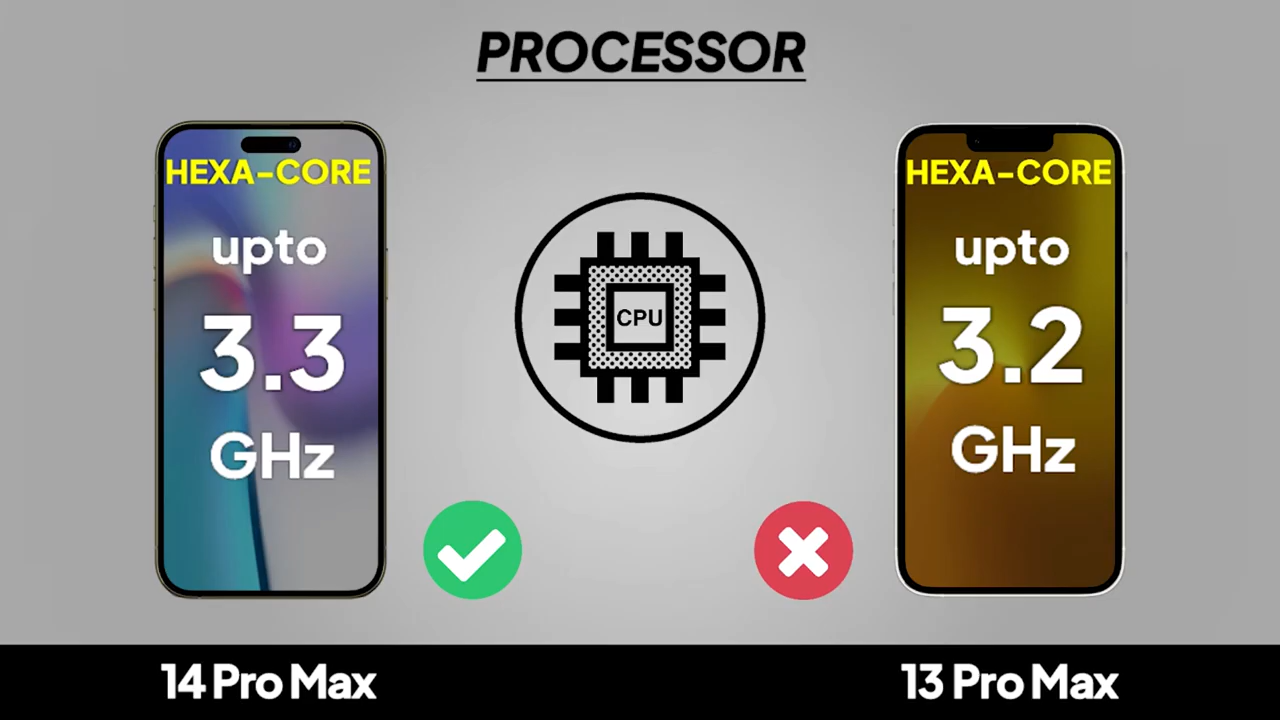 PROCESSOR
HEXA-CORE
upto
3.3
GHz
CPU
HEXA-CORE
upto
3.2
GHz
14 Pro Max
13 Pro Max